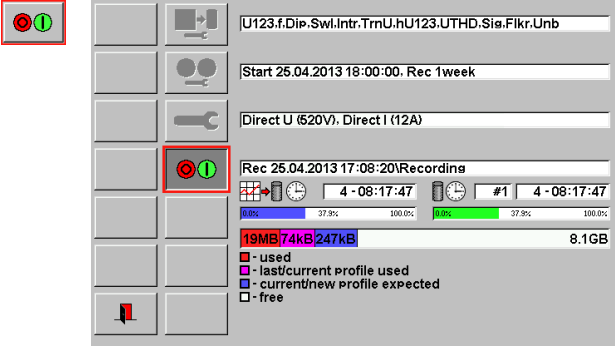 U123,f,Dip,Swl,Intr,TrnU,hU123,UTHD,Sig,Flkr,Unb
Start 25.04.2013 18:00:00, Rec 1week
Direct U (520V), Direct I (12A)
Rec 25.04.2013 17:08:20\Recording
4 - 08:17:47 #1 4 - 08:17:47
0.0% 37.9% 100.0% 0.0% 37.9% 100.0%
19MB 74kB 247kB 8.1GB
- used
- last/current profile used
- current/new profile expected
- free